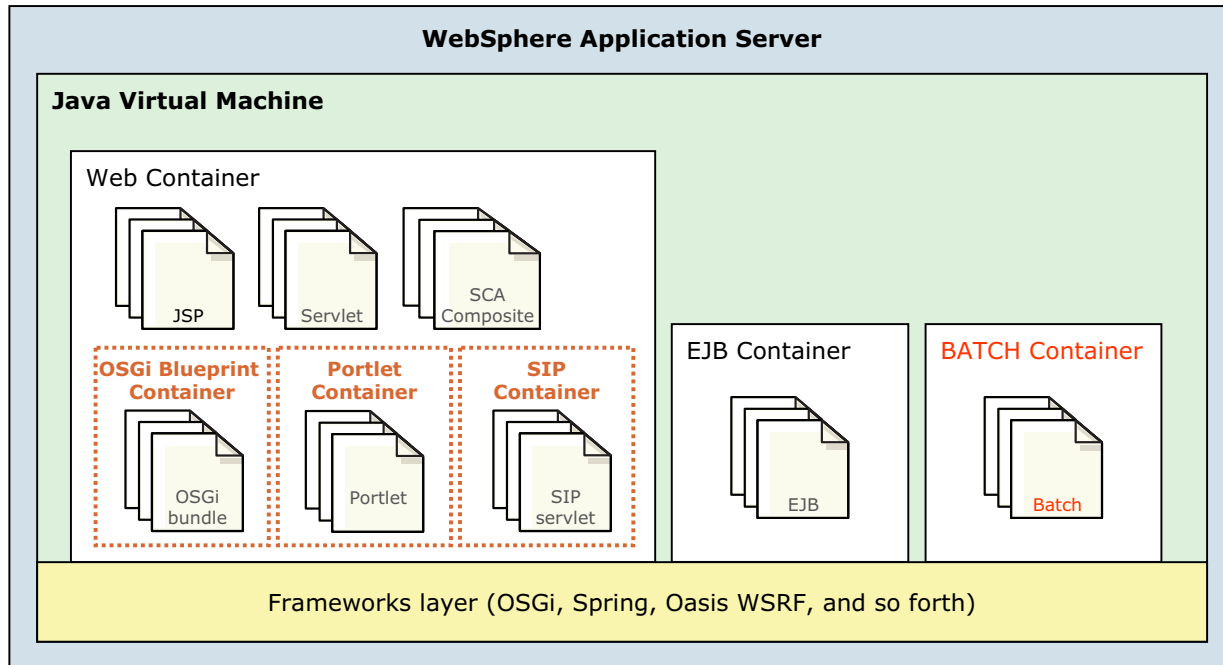 WebSphere Application Server
Java Virtual Machine
Web Container
JSP
Servlet
SCA
Composite
OSGi Blueprint
Container
OSGi
bundle
Portlet
Container
Portlet
SIP
Container
SIP
servlet
EJB Container
EJB
BATCH Container
Batch
Frameworks layer (OSGi, Spring, Oasis WSRF, and so forth)